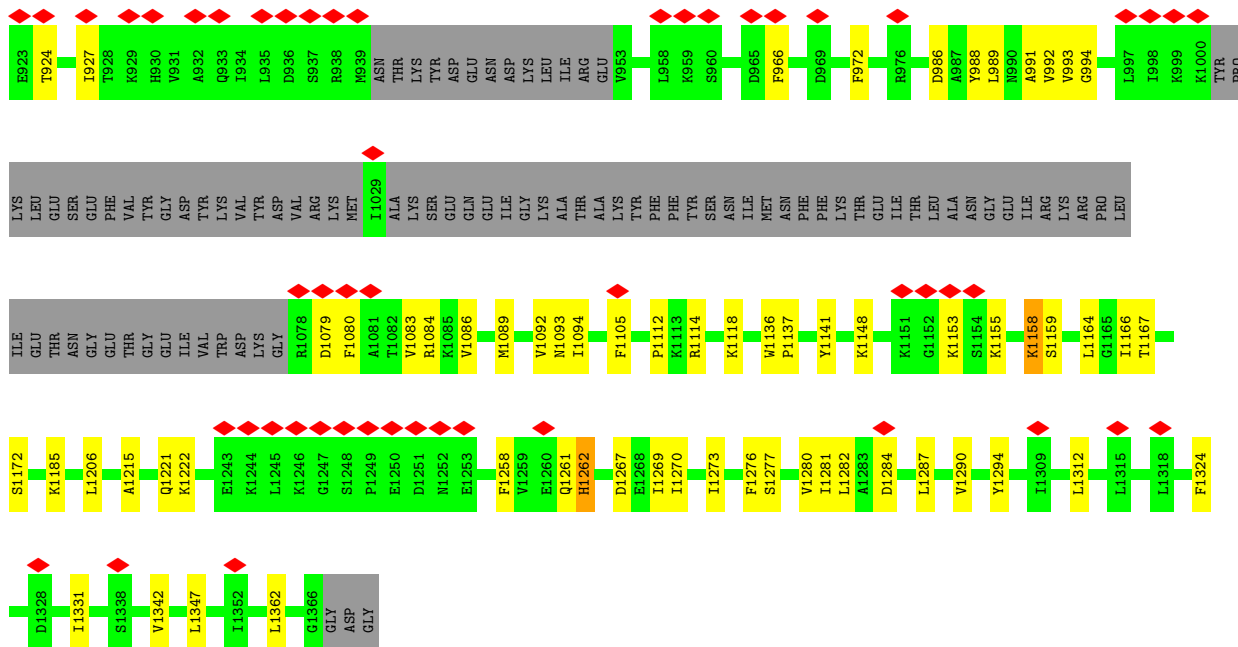 E923 T924 I927 T928 K929 H930 V931 A932 Q933 I934 L935 D936 S937 R938 M939 ASN THR LYS TYR ASP GLU ASN ASP LYS LEU ILE ARG GLU V953 L958 K959 S960 D965 F966 D969 F972 R976 D986 A987 Y988 L989 N990 A991 V992 V993 G994 L997 I998 K999 K1000 TYR PRO
LYS LEU GLU SER GLU PHE VAL TYR GLY ASP TYR LYS VAL TYR ASP VAL ARG LYS MET I1029 ALA LYS SER GLU GLN GLU ILE GLY LYS ALA THR ALA LYS TYR PHE PHE TYR SER ASN ILE MET ASN PHE PHE LYS THR GLU ILE THR LEU ALA ASN GLY GLU ILE ARG LYS ARG PRO LEU
ILE GLU THR ASN GLY GLU THR GLY GLU ILE VAL TRP ASP LYS GLY R1078 D1079 F1080 A1081 T1082 V1083 R1084 K1085 V1086 M1089 V1092 N1093 I1094 F1105 P1112 K1113 R1114 K1118 W1136 P1137 Y1141 K1148 K1151 G1152 K1153 S1154 K1155 K1158 S1159 L1164 G1165 I1166 T1167
S1172 K1185 L1206 A1215 Q1221 K1222 E1243 K1244 L1245 K1246 G1247 S1248 P1249 E1250 D1251 N1252 E1253 F1258 V1259 E1260 Q1261 H1262 D1267 E1268 I1269 I1270 I1273 F1276 S1277 V1280 I1281 L1282 A1283 D1284 L1287 V1290 Y1294 I1309 L1312 L1315 L1318 F1324
D1328 I1331 S1338 V1342 L1347 I1352 L1362 G1366 GLY ASP GLY